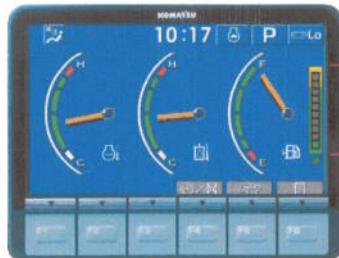 KOMATSU
10:17 P Lo
H H F
C C E
F1 F2 F3 F4 F5 F6